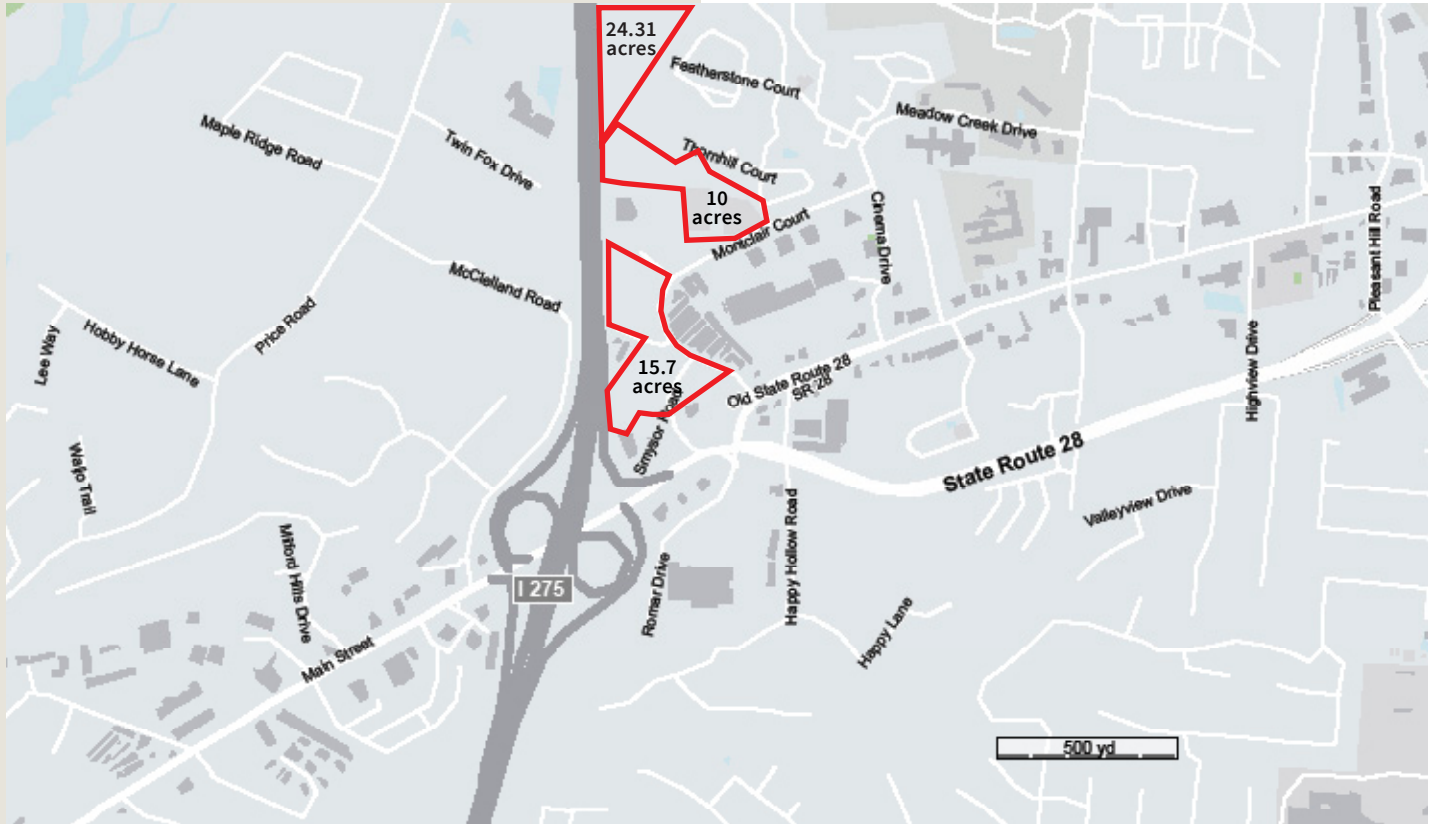 24.31
acres
Featherstone Court
Meadow Creek Drive
Maple Ridge Road
Twin Fox Drive
Thornhill Court
10
acres
Montclair Court
Cinema Drive
Pleasant Hill Road
McClelland Road
Price Road
Hobby Horse Lane
Lee Way
Highview Drive
15.7
acres
Old State Route 28
SR 28
Smysor Road
State Route 28
Valleyview Drive
Happy Hollow Road
Milford Hills Drive
I 275
Romar Drive
Happy Lane
Main Street
500 yd